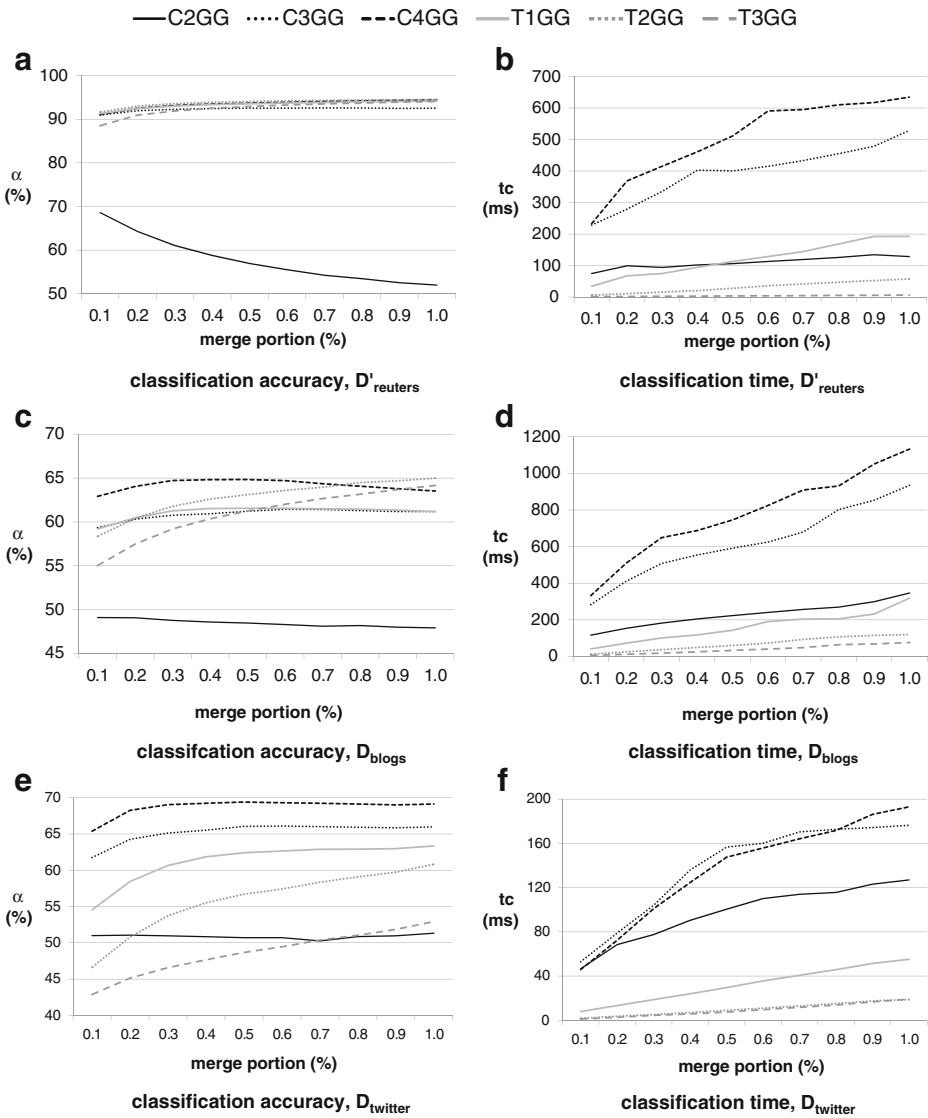 C2GG C3GG C4GG T1GG T2GG T3GG
a
100
90
80
70
60
50
α
(%)
0.1 0.2 0.3 0.4 0.5 0.6 0.7 0.8 0.9 1.0
merge portion (%)
classification accuracy, D'reuters
b
700
600
500
400
300
200
100
0
tc
(ms)
0.1 0.2 0.3 0.4 0.5 0.6 0.7 0.8 0.9 1.0
merge portion (%)
classification time, D'reuters
c
70
65
60
55
50
45
α
(%)
0.1 0.2 0.3 0.4 0.5 0.6 0.7 0.8 0.9 1.0
merge portion (%)
classifcation accuracy, Dblogs
d
1200
1000
800
600
400
200
0
tc
(ms)
0.1 0.2 0.3 0.4 0.5 0.6 0.7 0.8 0.9 1.0
merge portion (%)
classification time, Dblogs
e
75
70
65
60
55
50
45
40
α
(%)
0.1 0.2 0.3 0.4 0.5 0.6 0.7 0.8 0.9 1.0
merge portion (%)
classification accuracy, Dtwitter
f
200
160
120
80
40
0
tc
(ms)
0.1 0.2 0.3 0.4 0.5 0.6 0.7 0.8 0.9 1.0
merge portion (%)
classification time, Dtwitter